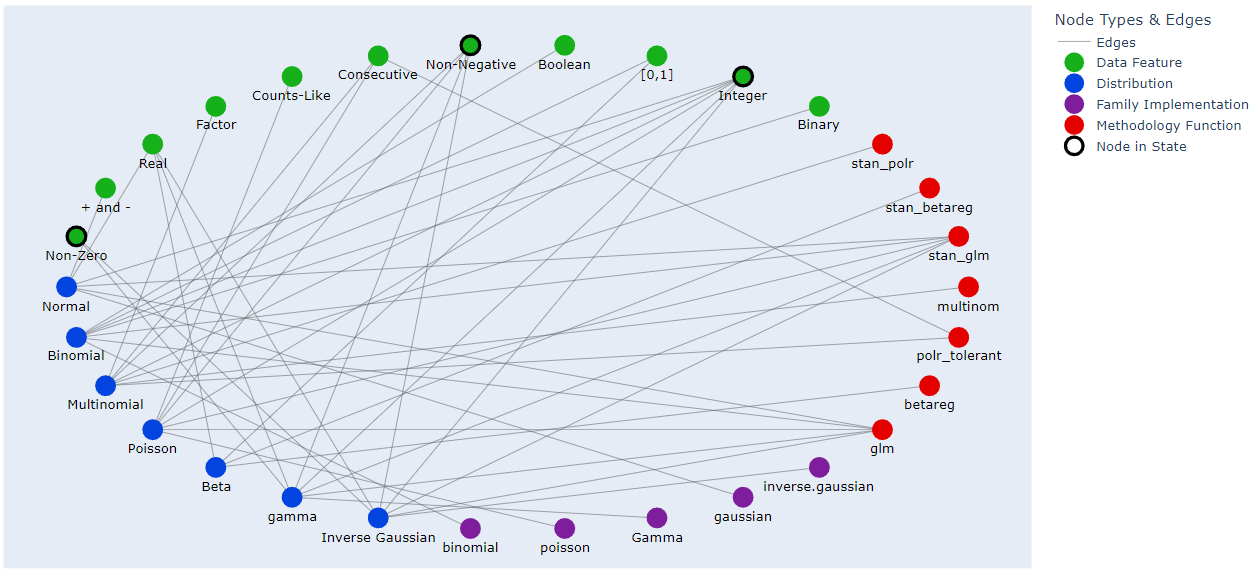 Node Types & Edges
Edges
Data Feature
Distribution
Family Implementation
Methodology Function
Node in State
Non-Negative
Boolean
Consecutive
[0,1]
Counts-Like
Integer
Factor
Binary
Real
stan_polr
+ and -
stan_betareg
Non-Zero
stan_glm
Normal
multinom
Binomial
polr_tolerant
Multinomial
betareg
Poisson
glm
Beta
inverse.gaussian
gamma
gaussian
Inverse Gaussian
Gamma
binomial
poisson